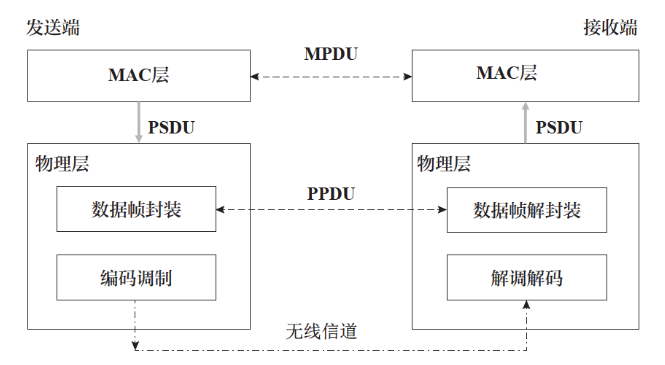 发送端
接收端
MPDU
MAC层
MAC层
PSDU
PSDU
物理层
物理层
数据帧封装
PPDU
数据帧解封装
编码调制
解调解码
无线信道